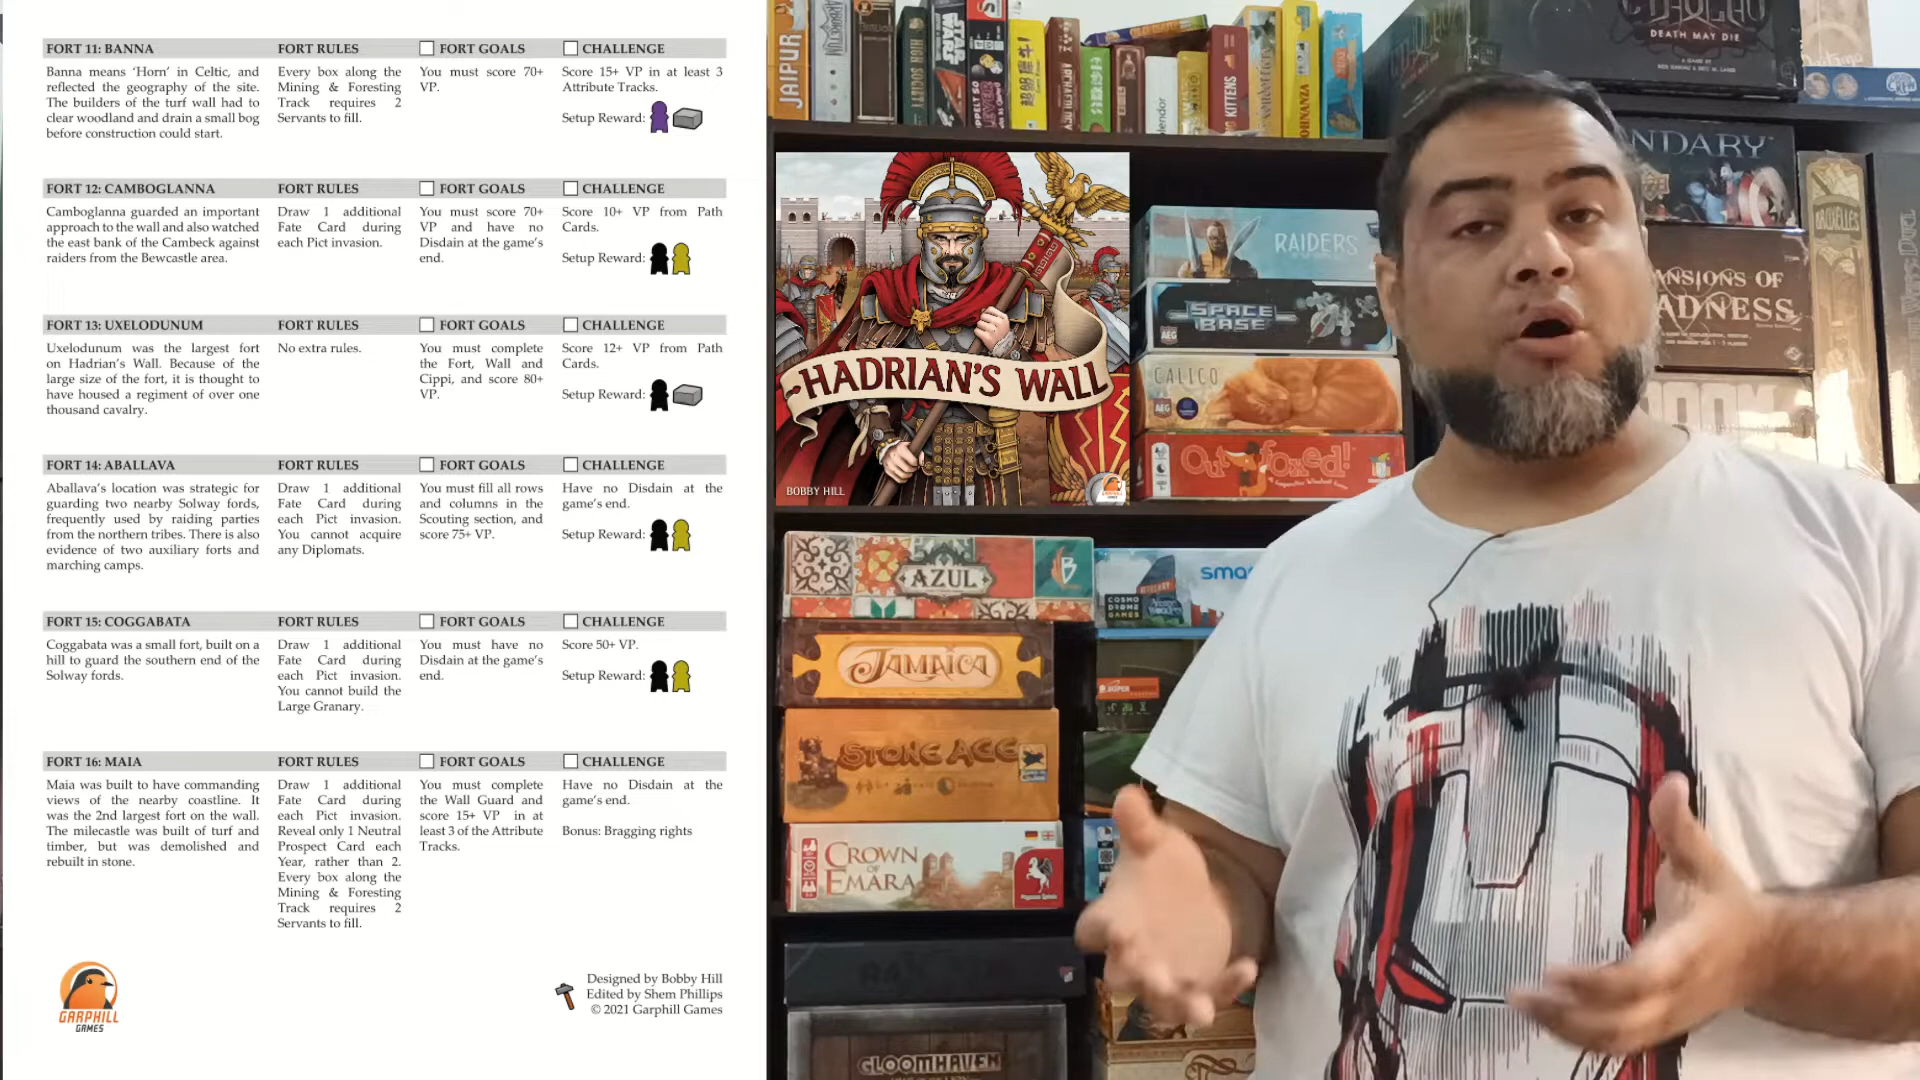 FORT 11: BANNA
Banna means ‘Horn’ in Celtic, and
reflected the geography of the site.
The builders of the turf wall had to
clear woodland and drain a small bog
before construction could start.
FORT RULES
Every box along the
Mining & Foresting
Track requires 2
Servants to fill.
FORT GOALS
You must score 70+
VP.
CHALLENGE
Score 15+ VP in at least 3
Attribute Tracks.
Setup Reward:
FORT 12: CAMBOGLANNA
Camboglanna guarded an important
approach to the wall and also watched
the east bank of the Cambeck against
raiders from the Bewcastle area.
FORT RULES
Draw 1 additional
Fate Card during
each Pict invasion.
FORT GOALS
You must score 70+
VP and have no
Disdain at the game’s
end.
CHALLENGE
Score 10+ VP from Path
Cards.
Setup Reward:
FORT 13: UXELODUNUM
Uxelodunum was the largest fort
on Hadrian’s Wall. Because of the
large size of the fort, it is thought to
have housed a regiment of over one
thousand cavalry.
FORT RULES
No extra rules.
FORT GOALS
You must complete
the Fort, Wall and
Cippi, and score 80+
VP.
CHALLENGE
Score 12+ VP from Path
Cards.
Setup Reward:
FORT 14: ABALLAVA
Aballava’s location was strategic for
guarding two nearby Solway fords,
frequently used by raiding parties
from the northern tribes. There is also
evidence of two auxiliary forts and
marching camps.
FORT RULES
Draw 1 additional
Fate Card during
each Pict invasion.
You cannot acquire
any Diplomats.
FORT GOALS
You must fill all rows
and columns in the
Scouting section, and
score 75+ VP.
CHALLENGE
Have no Disdain at the
game’s end.
Setup Reward:
FORT 15: COGGABATA
Coggabata was a small fort, built on a
hill to guard the southern end of the
Solway fords.
FORT RULES
Draw 1 additional
Fate Card during
each Pict invasion.
You cannot build the
Large Granary.
FORT GOALS
You must have no
Disdain at the game’s
end.
CHALLENGE
Score 50+ VP.
Setup Reward:
FORT 16: MAIA
Maia was built to have commanding
views of the nearby coastline. It
was the 2nd largest fort on the wall.
The milecastle was built of turf and
timber, but was demolished and
rebuilt in stone.
FORT RULES
Draw 1 additional
Fate Card during
each Pict invasion.
Reveal only 1 Neutral
Prospect Card each
Year, rather than 2.
Every box along the
Mining & Foresting
Track requires 2
Servants to fill.
FORT GOALS
You must complete
the Wall Guard and
score 15+ VP in at
least 3 of the Attribute
Tracks.
CHALLENGE
Have no Disdain at the
game’s end.
Bonus: Bragging rights
GARPHILL
GAMES
Designed by Bobby Hill
Edited by Shem Phillips
© 2021 Garphill Games
JAIPUR
HIGH SOCIETY
STAR
WARS
KITTENS
HADRIAN'S WALL
BOBBY HILL
RAIDERS
SPACE
BASE
AEG
CALICO
AEG
Outfoxed!
AZUL
JAMAICA
STONE AGE
CROWN
OF
EMARA
GLOOMHAVEN
COSMO
DROME
GAMES
DEATH MAY DIE
NDARY
ANSIONS OF
ADNESS